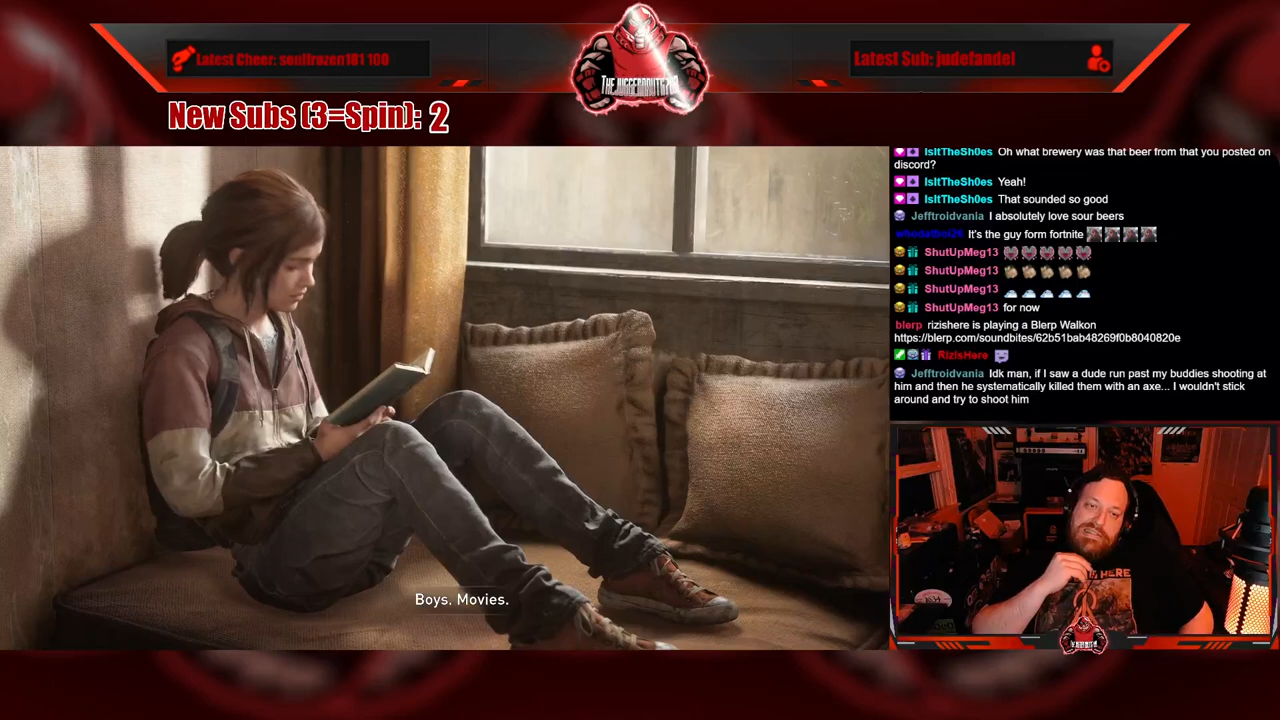 Latest Cheer: soulfrozen181 100
Latest Sub: judefandel
New Subs (3=Spin): 2
IsItTheSh0es Oh what brewery was that beer from that you posted on
discord?
IsItTheSh0es Yeah!
IsItTheSh0es That sounded so good
Jefftroidvania I absolutely love sour beers
It's the guy form fortnite
ShutUpMeg13
ShutUpMeg13
ShutUpMeg13
ShutUpMeg13 for now
blerp rizishere is playing a Blerp Walkon
https://blerp.com/soundbites/62b51bab48269f0b8040820e
RizIsHere
Jefftroidvania Idk man, if I saw a dude run past my buddies shooting at
him and then he systematically killed them with an axe... I wouldn't stick
around and try to shoot him
Boys. Movies.